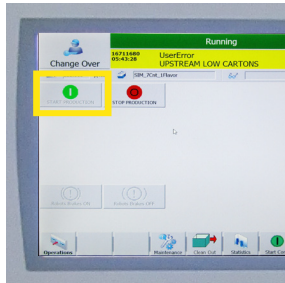 Running
Change Over
16711680
05:43:28
UserError
UPSTREAM LOW CARTONS
SIM_7Cnt_1Flavor
START PRODUCTION
STOP PRODUCTION
Operations
Maintenance
Clean Out
Statistics